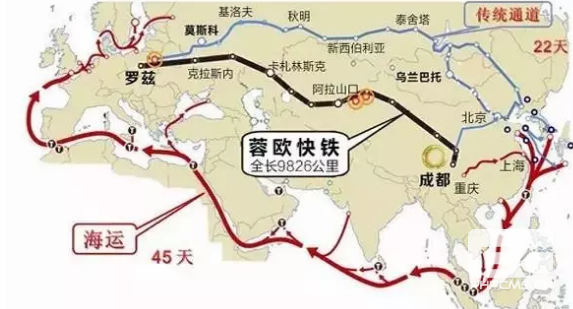 基洛夫
秋明
泰舍塔
传统通道
莫斯科
新西伯利亚
22天
罗兹
克拉斯内
卡札林斯克
乌兰巴托
阿拉山口
北京
蓉欧快铁
全长9826公里
成都
上海
重庆
海运
45天
HPCMS